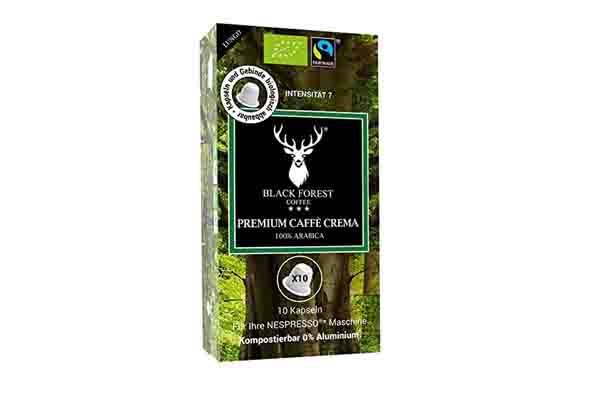 LUNGO
FAIRTRADE
Kapseln und Gebinde biologisch abbaubar •
INTENSITÄT 7
BLACK FOREST
COFFEE
PREMIUM CAFFÈ CREMA
100% ARABICA
X10
10 Kapseln
Für Ihre NESPRESSO®* Maschine
Kompostierbar 0% Aluminium